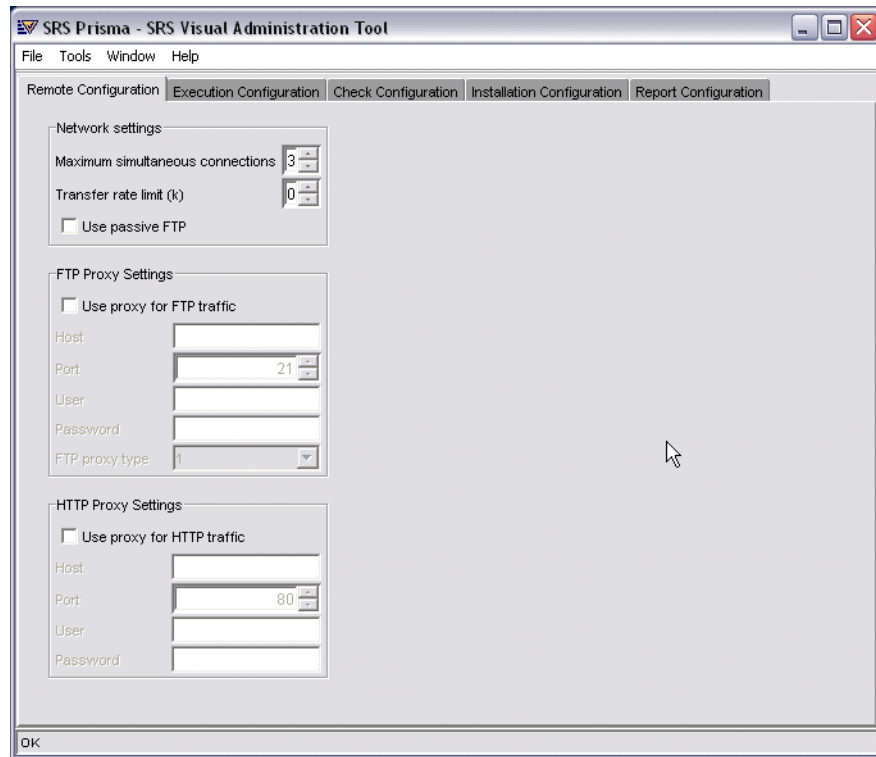 SRS Prisma - SRS Visual Administration Tool
File Tools Window Help
Remote Configuration Execution Configuration Check Configuration Installation Configuration Report Configuration
Network settings
Maximum simultaneous connections 3
Transfer rate limit (k) 0
Use passive FTP
FTP Proxy Settings
Use proxy for FTP traffic
Host
Port 21
User
Password
FTP proxy type 1
HTTP Proxy Settings
Use proxy for HTTP traffic
Host
Port 80
User
Password
OK